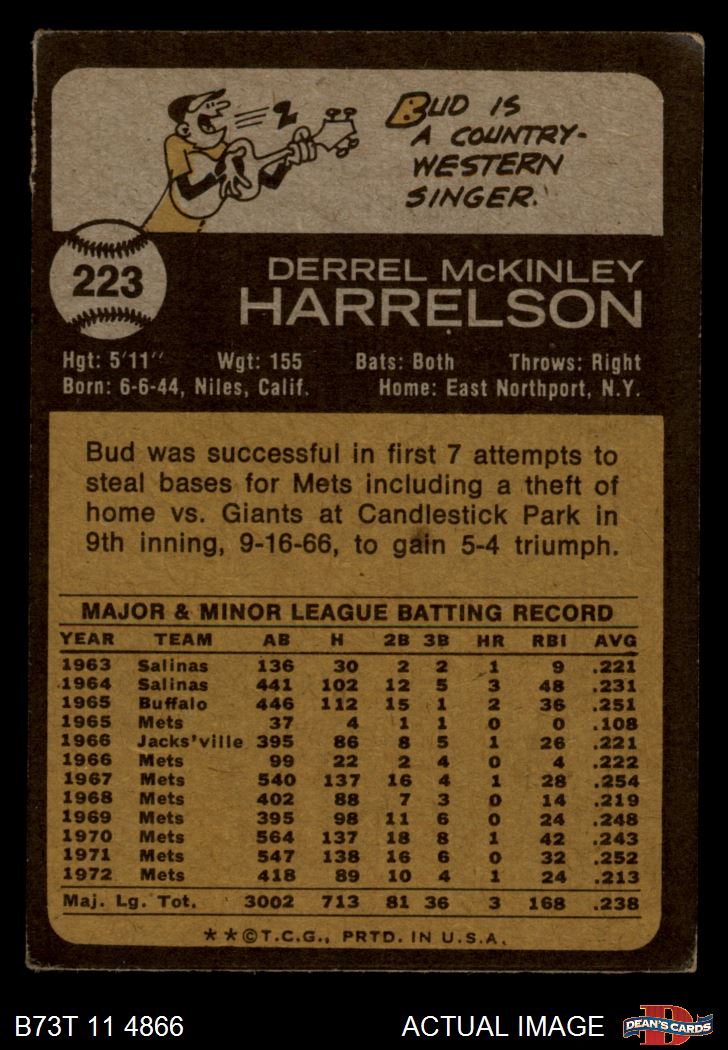 BUD IS
A COUNTRY-
WESTERN
SINGER.
223
DERREL McKINLEY
HARRELSON
Hgt: 5'11" Wgt: 155 Bats: Both Throws: Right
Born: 6-6-44, Niles, Calif. Home: East Northport, N.Y.
Bud was successful in first 7 attempts to
steal bases for Mets including a theft of
home vs. Giants at Candlestick Park in
9th inning, 9-16-66, to gain 5-4 triumph.
MAJOR & MINOR LEAGUE BATTING RECORD
YEAR TEAM AB H 2B 3B HR RBI AVG
1963 Salinas 136 30 2 2 1 9 .221
1964 Salinas 441 102 12 5 3 48 .231
1965 Buffalo 446 112 15 1 2 36 .251
1965 Mets 37 4 1 1 0 0 .108
1966 Jacks'ville 395 86 8 5 1 26 .221
1966 Mets 99 22 2 4 0 4 .222
1967 Mets 540 137 16 4 1 28 .254
1968 Mets 402 88 7 3 0 14 .219
1969 Mets 395 98 11 6 0 24 .248
1970 Mets 564 137 18 8 1 42 .243
1971 Mets 547 138 16 6 0 32 .252
1972 Mets 418 89 10 4 1 24 .213
Maj. Lg. Tot. 3002 713 81 36 3 168 .238
**©T.C.G., PRTD. IN U.S.A.
B73T 11 4866 ACTUAL IMAGE
D
DEAN'S CARDS